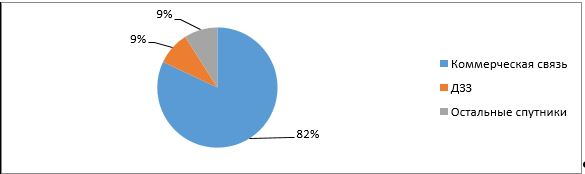 9%
9%
82%
Коммерческая связь
ДЗЗ
Остальные спутники